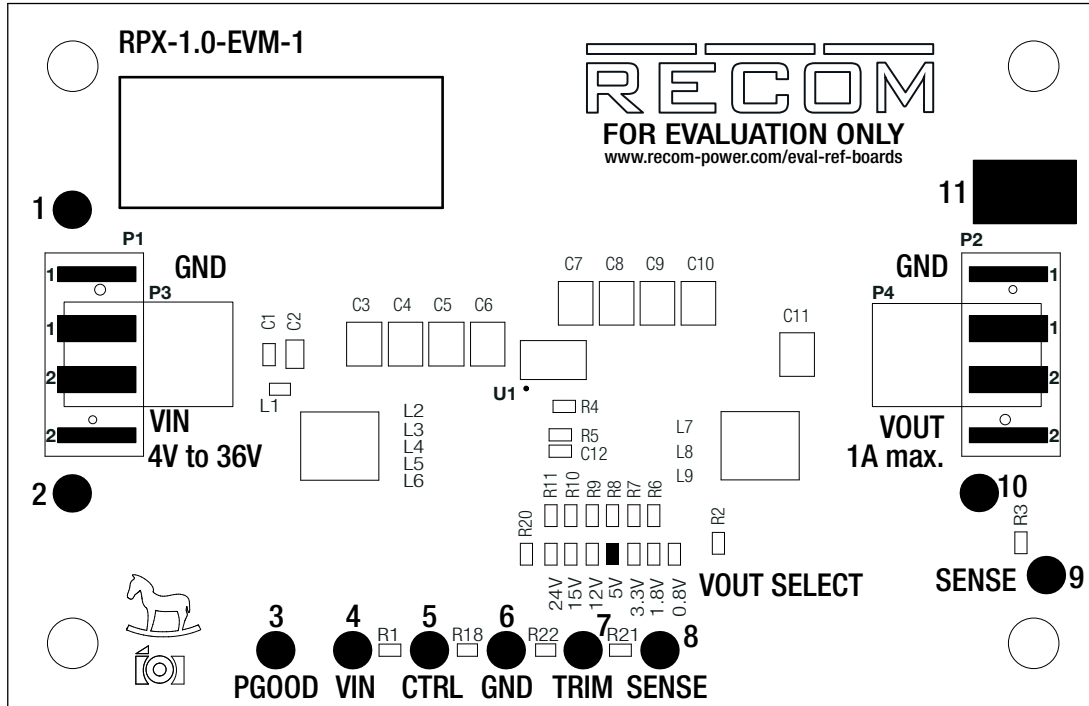 RPX-1.0-EVM-1
RECOM
FOR EVALUATION ONLY
www.recom-power.com/eval-ref-boards
1
11
P1
P2
GND
GND
1
1
P3
P4
C7 C8 C9 C10
C3 C4 C5 C6
C1
C2
C11
1
1
2
2
U1
L1
R4
VIN
4V to 36V
VOUT
1A max.
2
2
L2
L3
L4
L5
L6
R5
C12
L7
L8
L9
2
10
R11
R10
R9
R8
R7
R6
R20
R2
R3
24V
15V
12V
5V
3.3V
1.8V
0.8V
VOUT SELECT
SENSE 9
3 4 5 6 7 8
R1 R18 R22 R21
PGOOD VIN CTRL GND TRIM SENSE